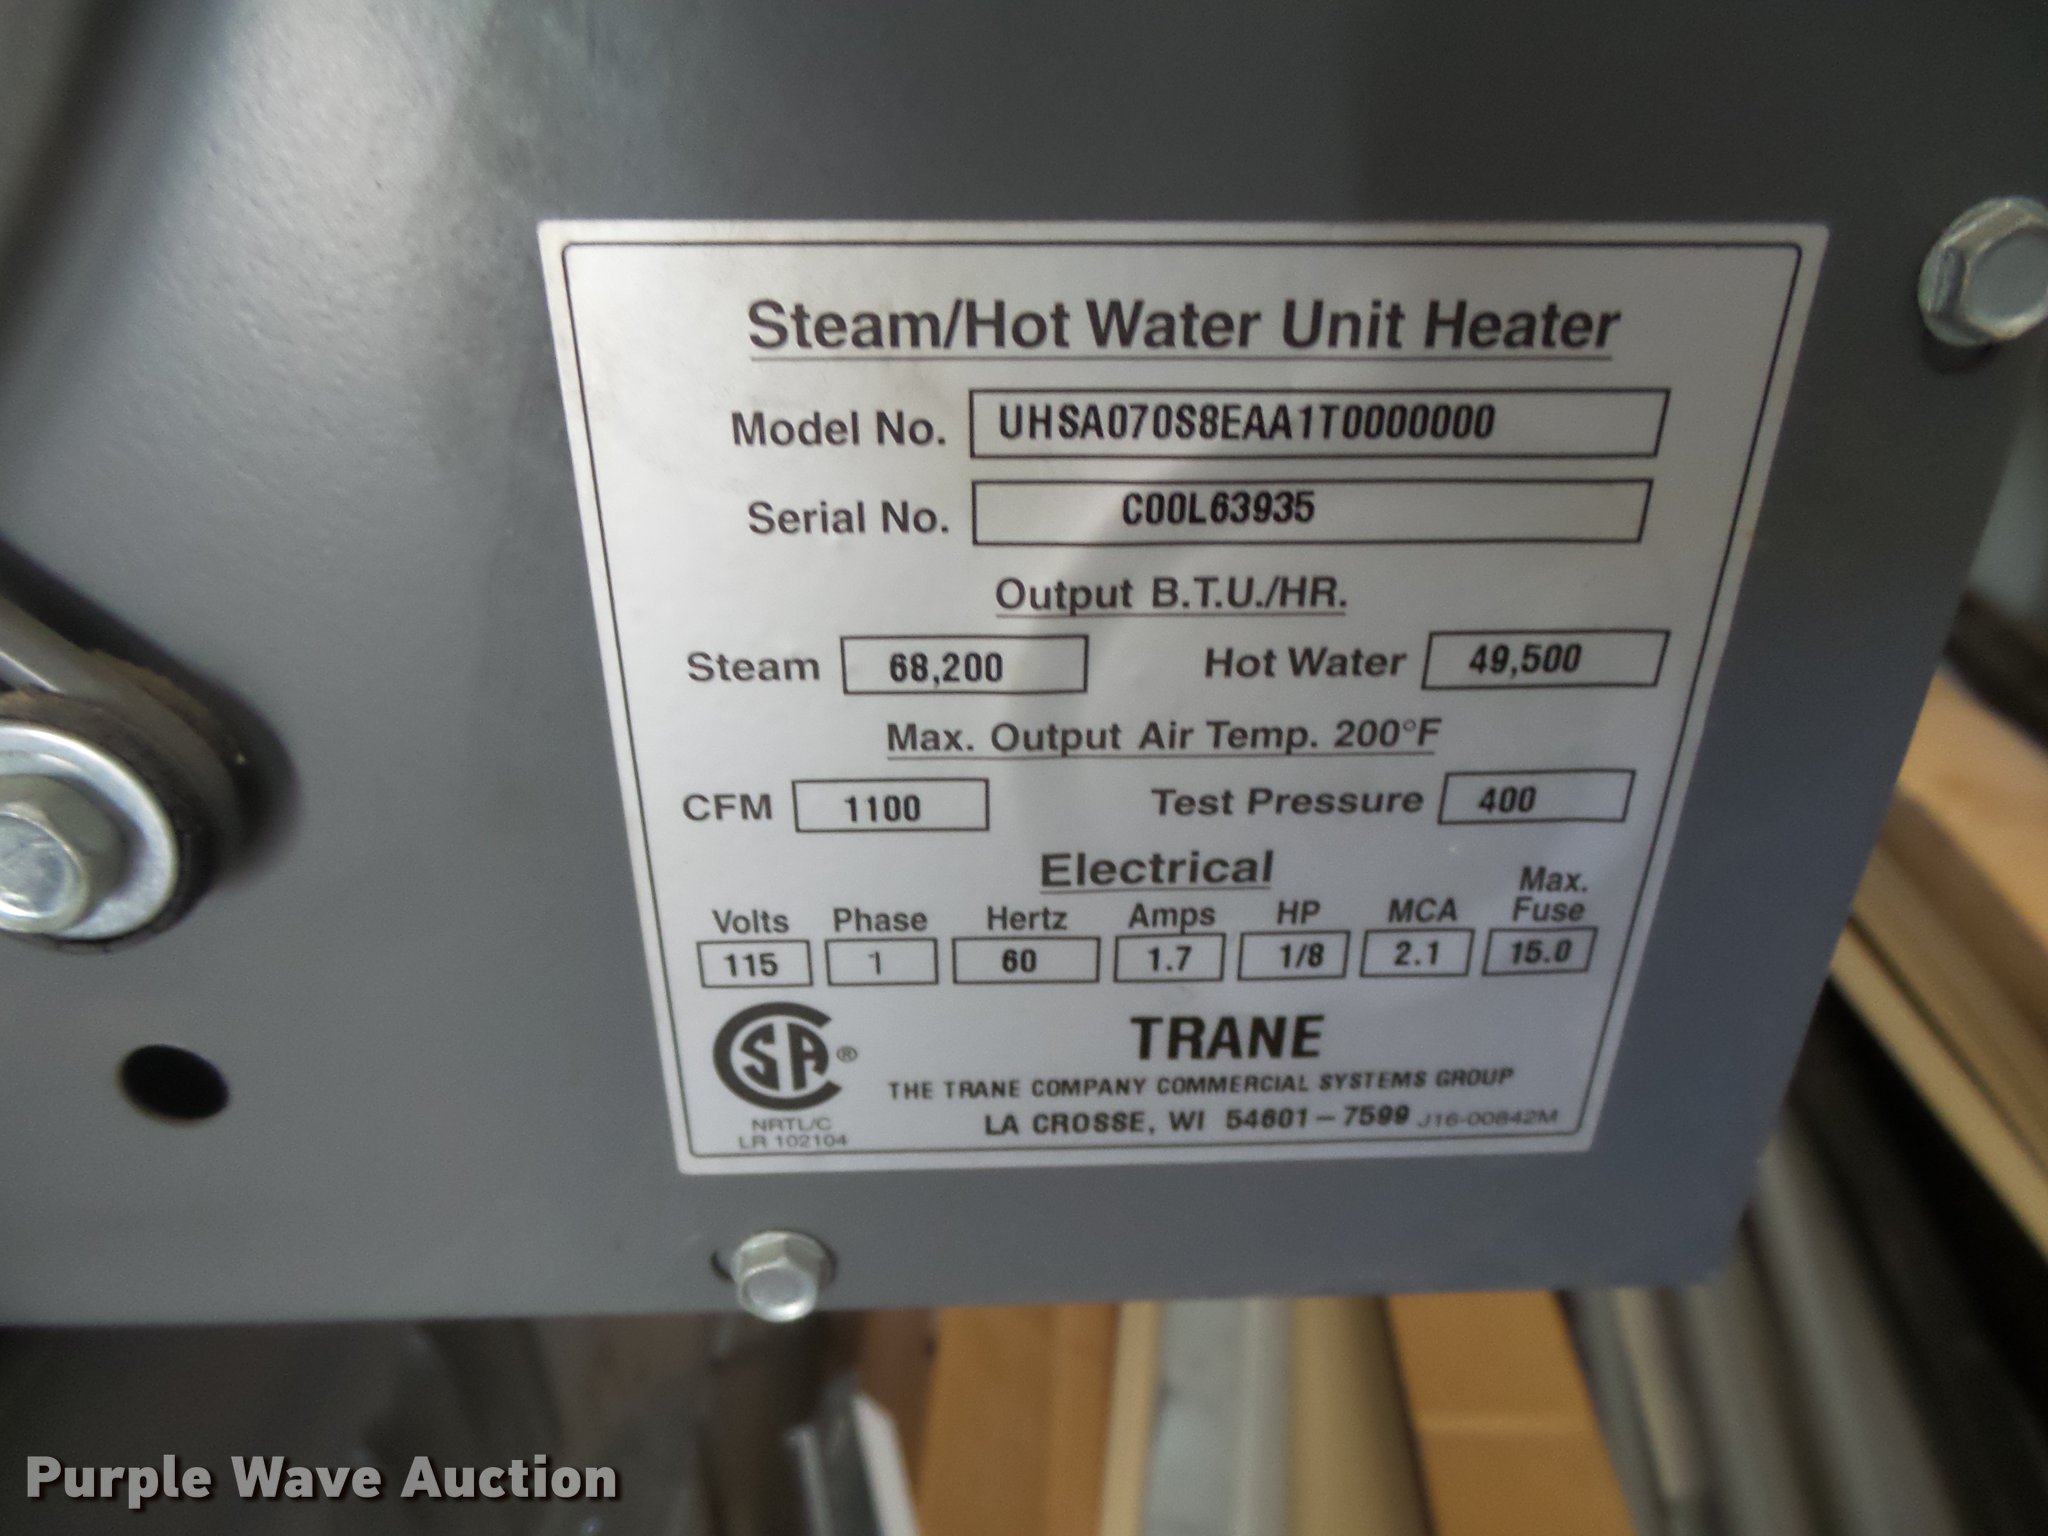 Steam/Hot Water Unit Heater
Model No. UHSA070S8EAA1T0000000
Serial No. C00L63935
Output B.T.U./HR.
Steam 68,200 Hot Water 49,500
Max. Output Air Temp. 200°F
CFM 1100 Test Pressure 400
Electrical
Volts Phase Hertz Amps HP MCA Max. Fuse
115 1 60 1.7 1/8 2.1 15.0
CSA ®
NRTL/C
LR 102104
TRANE
THE TRANE COMPANY COMMERCIAL SYSTEMS GROUP
LA CROSSE, WI 54601-7599 J16-00842M
Purple Wave Auction